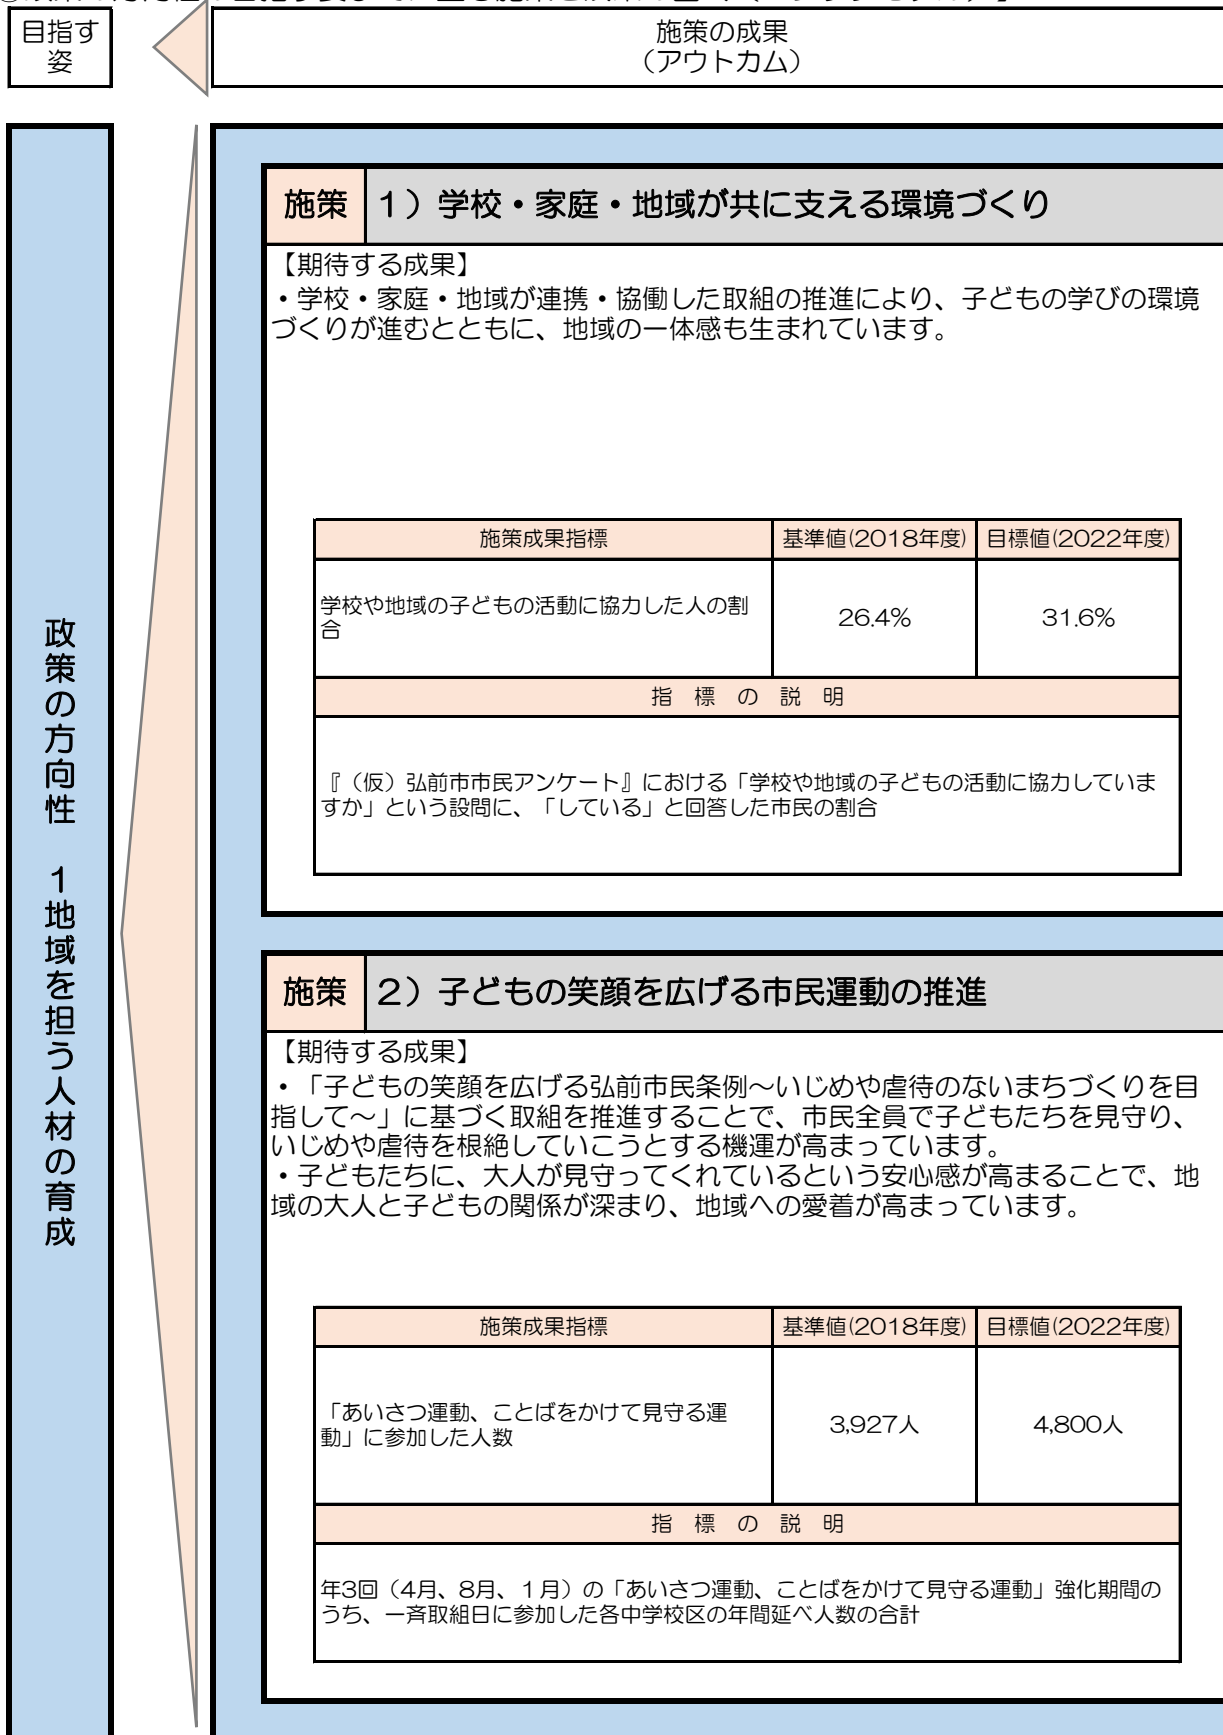 目指す
姿
施策の成果
（アウトカム）
政策の方向性　１地域を担う人材の育成
施策　１）学校・家庭・地域が共に支える環境づくり
【期待する成果】
・学校・家庭・地域が連携・協働した取組の推進により、子どもの学びの環境
づくりが進むとともに、地域の一体感も生まれています。
施策成果指標　基準値(2018年度)　目標値(2022年度)
学校や地域の子どもの活動に協力した人の割
合
26.4%　31.6%
指　標　の　説　明
『（仮）弘前市市民アンケート』における「学校や地域の子どもの活動に協力していま
すか」という設問に、「している」と回答した市民の割合
施策　２）子どもの笑顔を広げる市民運動の推進
【期待する成果】
・「子どもの笑顔を広げる弘前市民条例～いじめや虐待のないまちづくりを目
指して～」に基づく取組を推進することで、市民全員で子どもたちを見守り、
いじめや虐待を根絶していこうとする機運が高まっています。
・子どもたちに、大人が見守ってくれているという安心感が高まることで、地
域の大人と子どもの関係が深まり、地域への愛着が高まっています。
施策成果指標　基準値(2018年度)　目標値(2022年度)
「あいさつ運動、ことばをかけて見守る運
動」に参加した人数
3,927人　4,800人
指　標　の　説　明
年3回（4月、8月、１月）の「あいさつ運動、ことばをかけて見守る運動」強化期間の
うち、一斉取組日に参加した各中学校区の年間延べ人数の合計